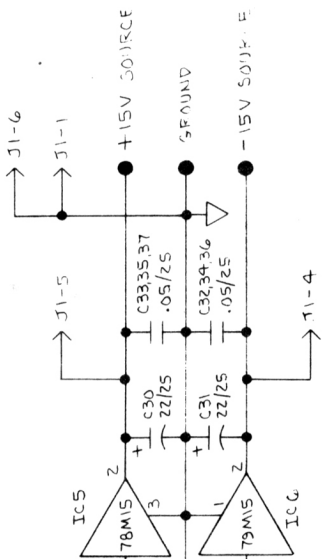 J1-6
J1-1
+15V SOURCE
GROUND
-15V SOURCE
J1-5
C33,35,37
.05/25
C32,34,36
.05/25
J1-4
+
C30
22/25
+
C31
22/25
IC5
78M15
2
3
IC6
79M15
2
1